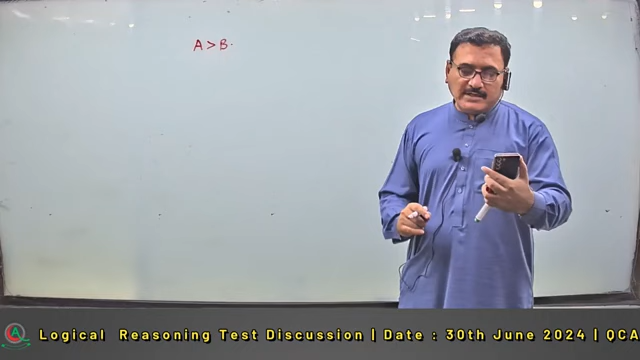 A > B.
Logical Reasoning Test Discussion | Date : 30th June 2024 | QCA